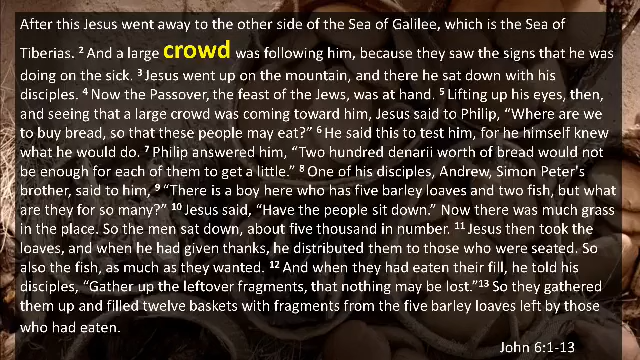 After this Jesus went away to the other side of the Sea of Galilee, which is the Sea of
Tiberias. ² And a large crowd was following him, because they saw the signs that he was
doing on the sick. ³ Jesus went up on the mountain, and there he sat down with his
disciples. ⁴ Now the Passover, the feast of the Jews, was at hand. ⁵ Lifting up his eyes, then,
and seeing that a large crowd was coming toward him, Jesus said to Philip, “Where are we
to buy bread, so that these people may eat?” ⁶ He said this to test him, for he himself knew
what he would do. ⁷ Philip answered him, “Two hundred denarii worth of bread would not
be enough for each of them to get a little.” ⁸ One of his disciples, Andrew, Simon Peter's
brother, said to him, ⁹ “There is a boy here who has five barley loaves and two fish, but what
are they for so many?” ¹⁰ Jesus said, “Have the people sit down.” Now there was much grass
in the place. So the men sat down, about five thousand in number. ¹¹ Jesus then took the
loaves, and when he had given thanks, he distributed them to those who were seated. So
also the fish, as much as they wanted. ¹² And when they had eaten their fill, he told his
disciples, “Gather up the leftover fragments, that nothing may be lost.”¹³ So they gathered
them up and filled twelve baskets with fragments from the five barley loaves left by those
who had eaten.
John 6:1-13